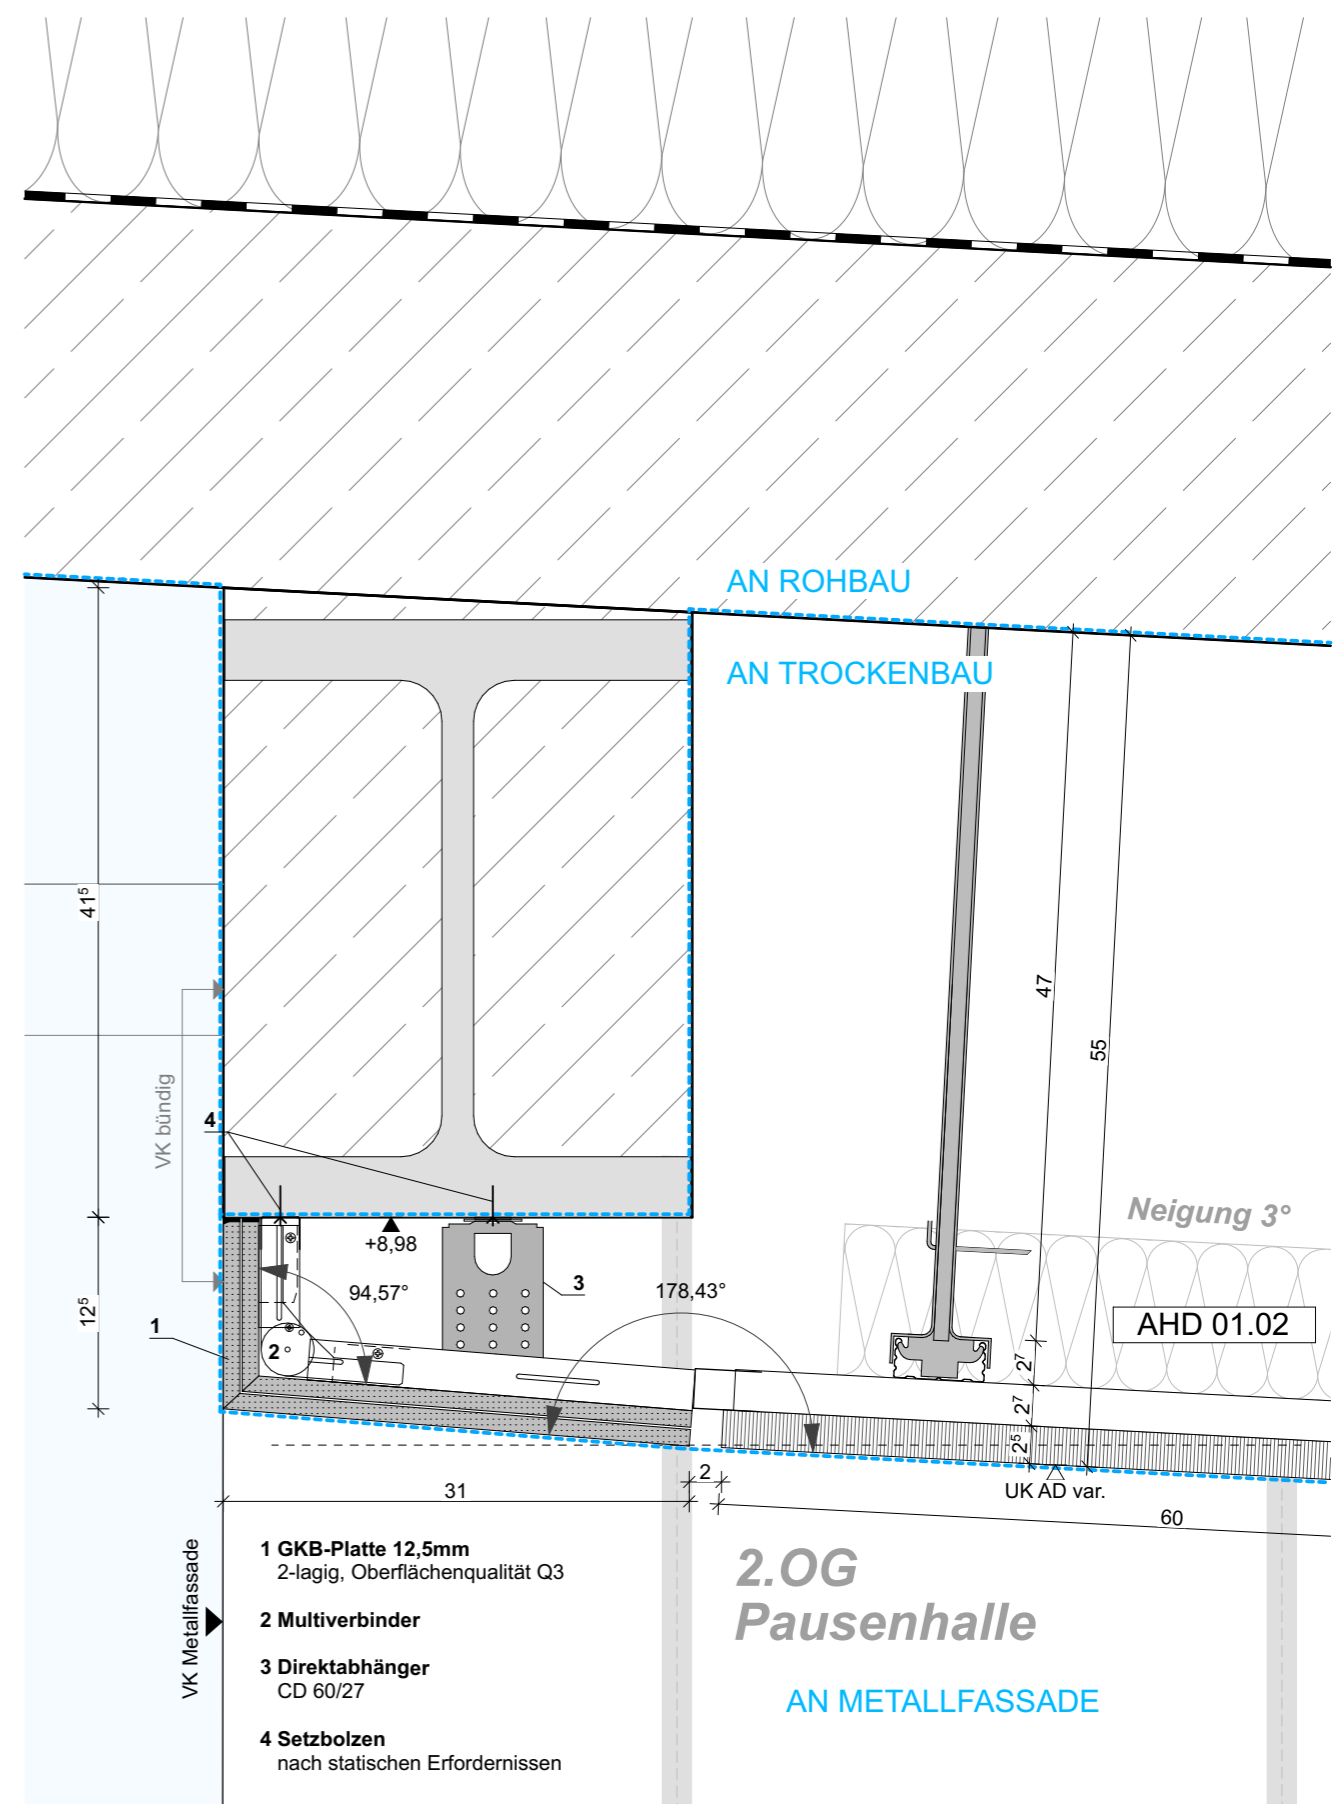 AN ROHBAU
AN TROCKENBAU
41⁵
47
55
VK bündig
4
Neigung 3°
+8,98
94,57°
3
178,43°
12⁵
1
2
AHD 01.02
2⁷
2⁷
2⁵
2
31
UK AD var.
60
VK Metallfassade
1 GKB-Platte 12,5mm
2-lagig, Oberflächenqualität Q3
2 Multiverbinder
3 Direktabhänger
CD 60/27
4 Setzbolzen
nach statischen Erfordernissen
2.OG
Pausenhalle
AN METALLFASSADE